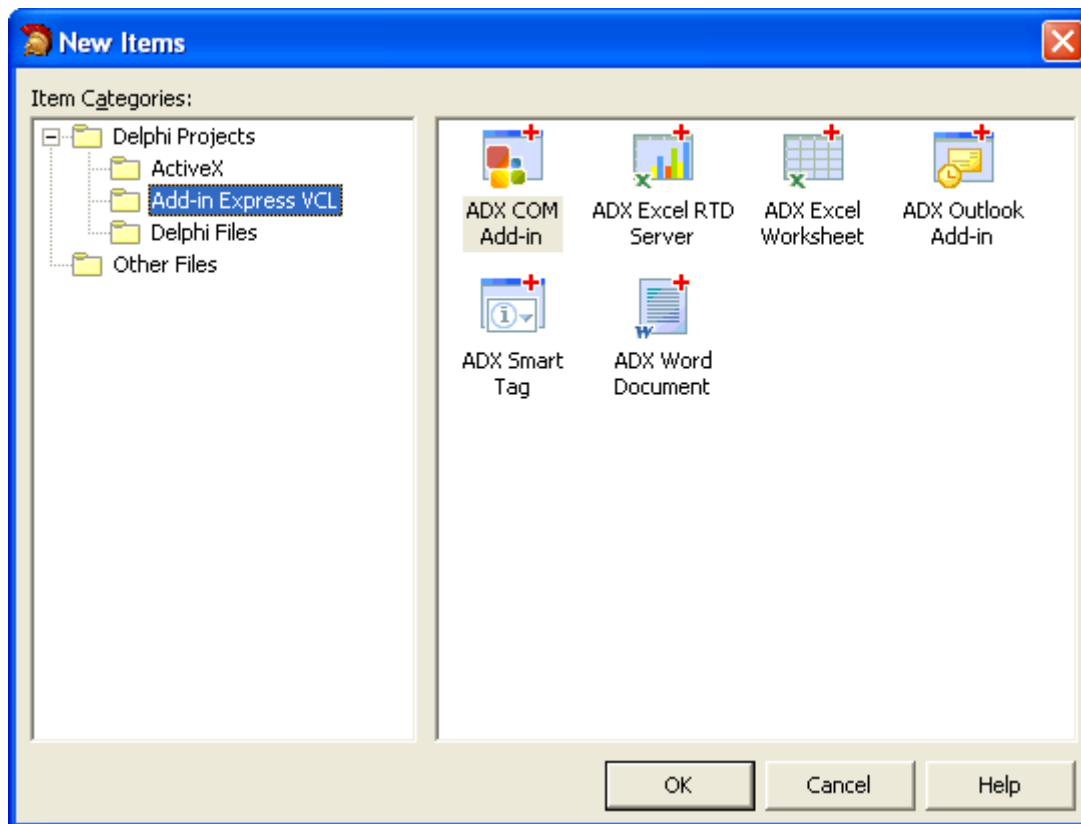 New Items
Item Categories:
Delphi Projects
ActiveX
Add-in Express VCL
Delphi Files
Other Files
ADX COM
Add-in
ADX Excel RTD
Server
ADX Excel
Worksheet
ADX Outlook
Add-in
ADX Smart
Tag
ADX Word
Document
OK
Cancel
Help